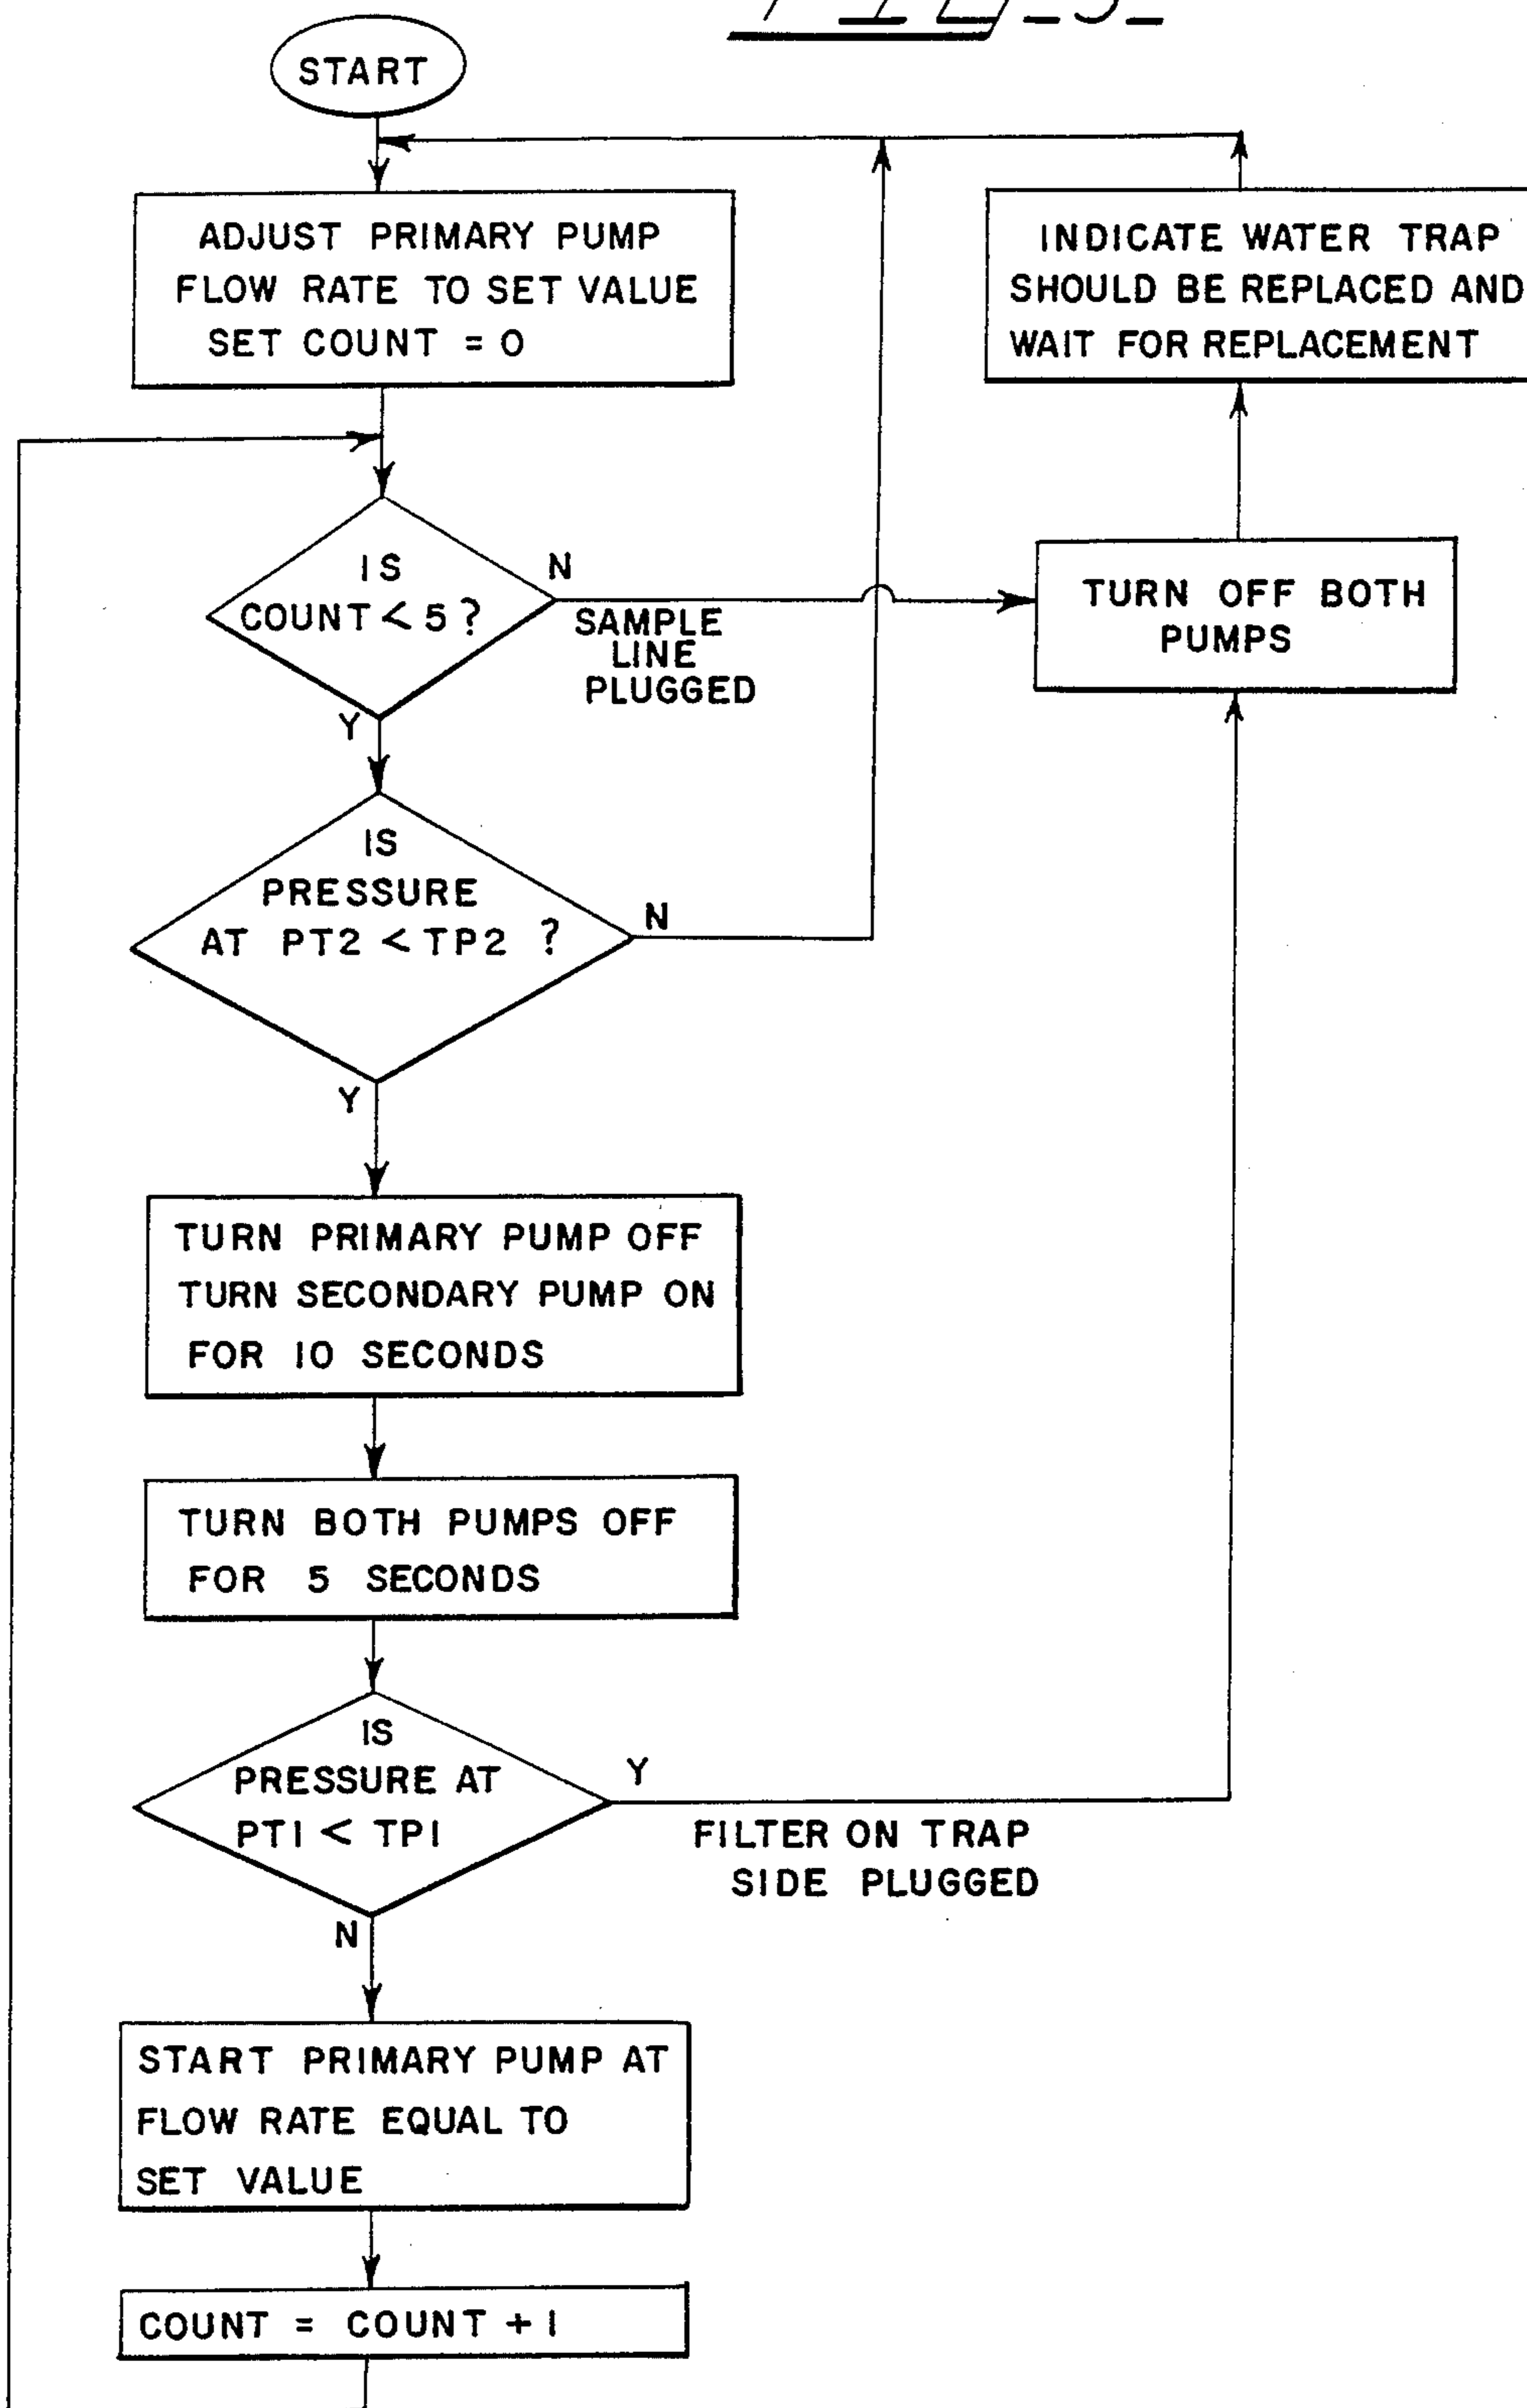 START
ADJUST PRIMARY PUMP
FLOW RATE TO SET VALUE
SET COUNT = 0
INDICATE WATER TRAP
SHOULD BE REPLACED AND
WAIT FOR REPLACEMENT
IS
COUNT < 5 ?
N
SAMPLE
LINE
PLUGGED
TURN OFF BOTH
PUMPS
Y
IS
PRESSURE
AT PT2 < TP2 ?
N
Y
TURN PRIMARY PUMP OFF
TURN SECONDARY PUMP ON
FOR 10 SECONDS
TURN BOTH PUMPS OFF
FOR 5 SECONDS
IS
PRESSURE AT
PT1 < TP1
Y
FILTER ON TRAP
SIDE PLUGGED
N
START PRIMARY PUMP AT
FLOW RATE EQUAL TO
SET VALUE
COUNT = COUNT + 1